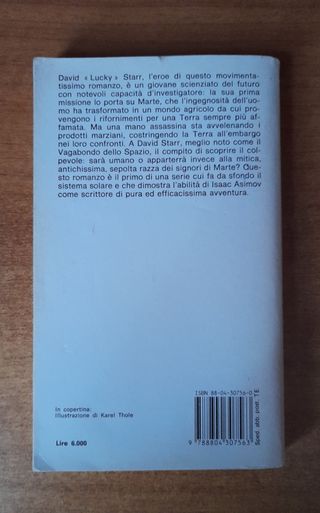 David «Lucky» Starr, l'eroe di questo movimenta-
tissimo romanzo, è un giovane scienziato del futuro
con notevoli capacità d'investigatore: la sua prima
missione lo porta su Marte, che l'ingegnosità dell'uo-
mo ha trasformato in un mondo agricolo da cui pro-
vengono i rifornimenti per una Terra sempre più af-
famata. Ma una mano assassina sta avvelenando i
prodotti marziani, costringendo la Terra all'embargo
nei loro confronti. A David Starr, meglio noto come il
Vagabondo dello Spazio, il compito di scoprire il col-
pevole: sarà umano o apparterrà invece alla mitica,
antichissima, sepolta razza dei signori di Marte? Que-
sto romanzo è il primo di una serie cui fa da sfondo il
sistema solare e che dimostra l'abilità di Isaac Asimov
come scrittore di pura ed efficacissima avventura.
In copertina:
Illustrazione di Karel Thole
Lire 6.000
ISBN 88-04-30756-0
9 788804 307563
Sped. abb. post. TE